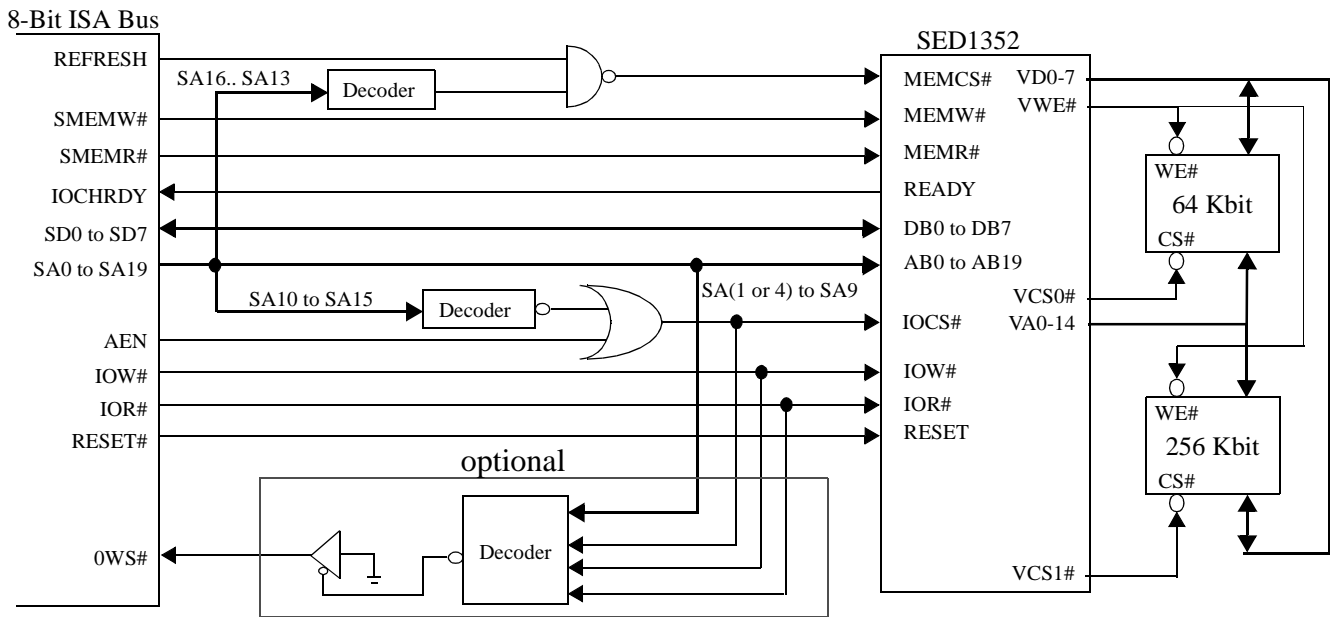 8-Bit ISA Bus
REFRESH
SA16.. SA13
Decoder
SMEMW#
SMEMR#
IOCHRDY
SD0 to SD7
SA0 to SA19
SA10 to SA15
Decoder
SA(1 or 4) to SA9
AEN
IOW#
IOR#
RESET#
optional
0WS#
Decoder
SED1352
MEMCS#
MEMW#
MEMR#
READY
DB0 to DB7
AB0 to AB19
IOCS#
IOW#
IOR#
RESET
VD0-7
VWE#
VCS0#
VA0-14
VCS1#
WE#
64 Kbit
CS#
WE#
256 Kbit
CS#